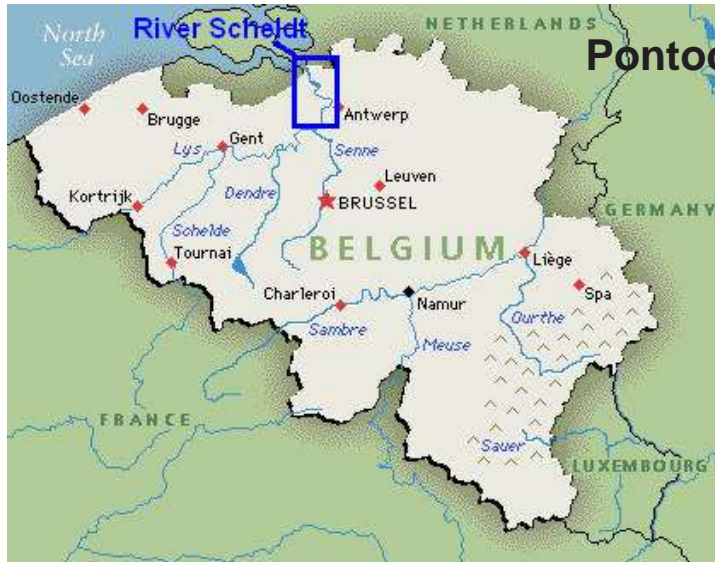 North
Sea
River Scheldt
NETHERLANDS
Oostende
Brugge
Antwerp
Gent
Lys
Senne
Leuven
Dendre
Kortrijk
BRUSSEL
GERMANY
Schelde
Tournai
BELGIUM
Liège
Charleroi
Namur
Spa
Sambre
Meuse
Ourthe
FRANCE
Sauer
LUXEMBOURG